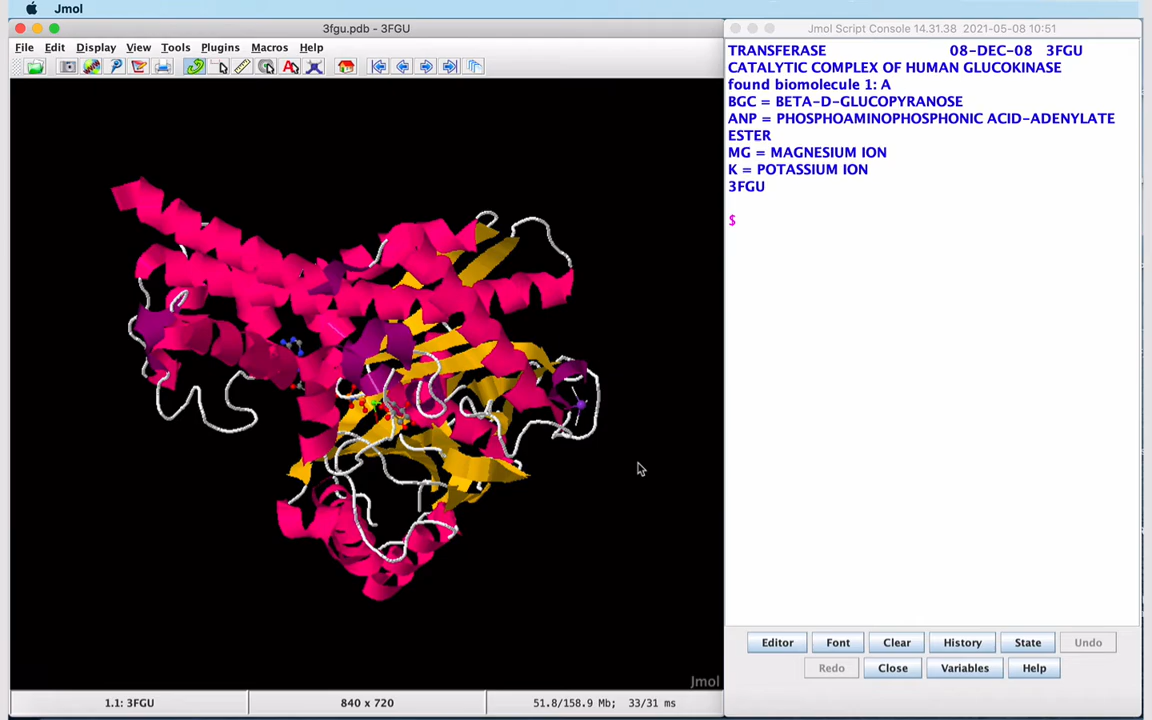 Jmol
3fgu.pdb - 3FGU
File Edit Display View Tools Plugins Macros Help
Jmol
1.1: 3FGU
840 x 720
51.8/158.9 Mb; 33/31 ms
Jmol Script Console 14.31.38 2021-05-08 10:51
TRANSFERASE 08-DEC-08 3FGU
CATALYTIC COMPLEX OF HUMAN GLUCOKINASE
found biomolecule 1: A
BGC = BETA-D-GLUCOPYRANOSE
ANP = PHOSPHOAMINOPHOSPHONIC ACID-ADENYLATE
ESTER
MG = MAGNESIUM ION
K = POTASSIUM ION
3FGU
$
Editor Font Clear History State Undo
Redo Close Variables Help